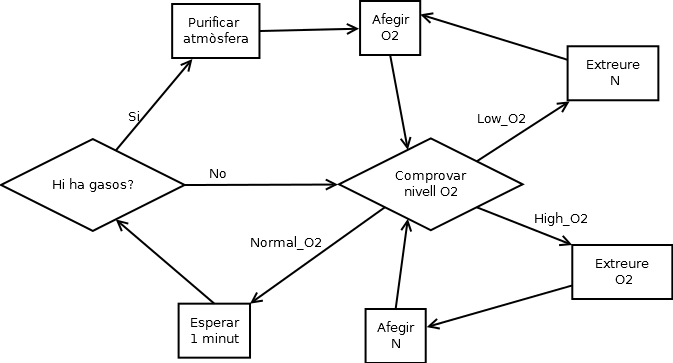 Purificar
atmòsfera
Afegir
O2
Extreure
N
Si
Low_O2
Hi ha gasos?
No
Comprovar
nivell O2
High_O2
Normal_O2
Extreure
O2
Esperar
1 minut
Afegir
N